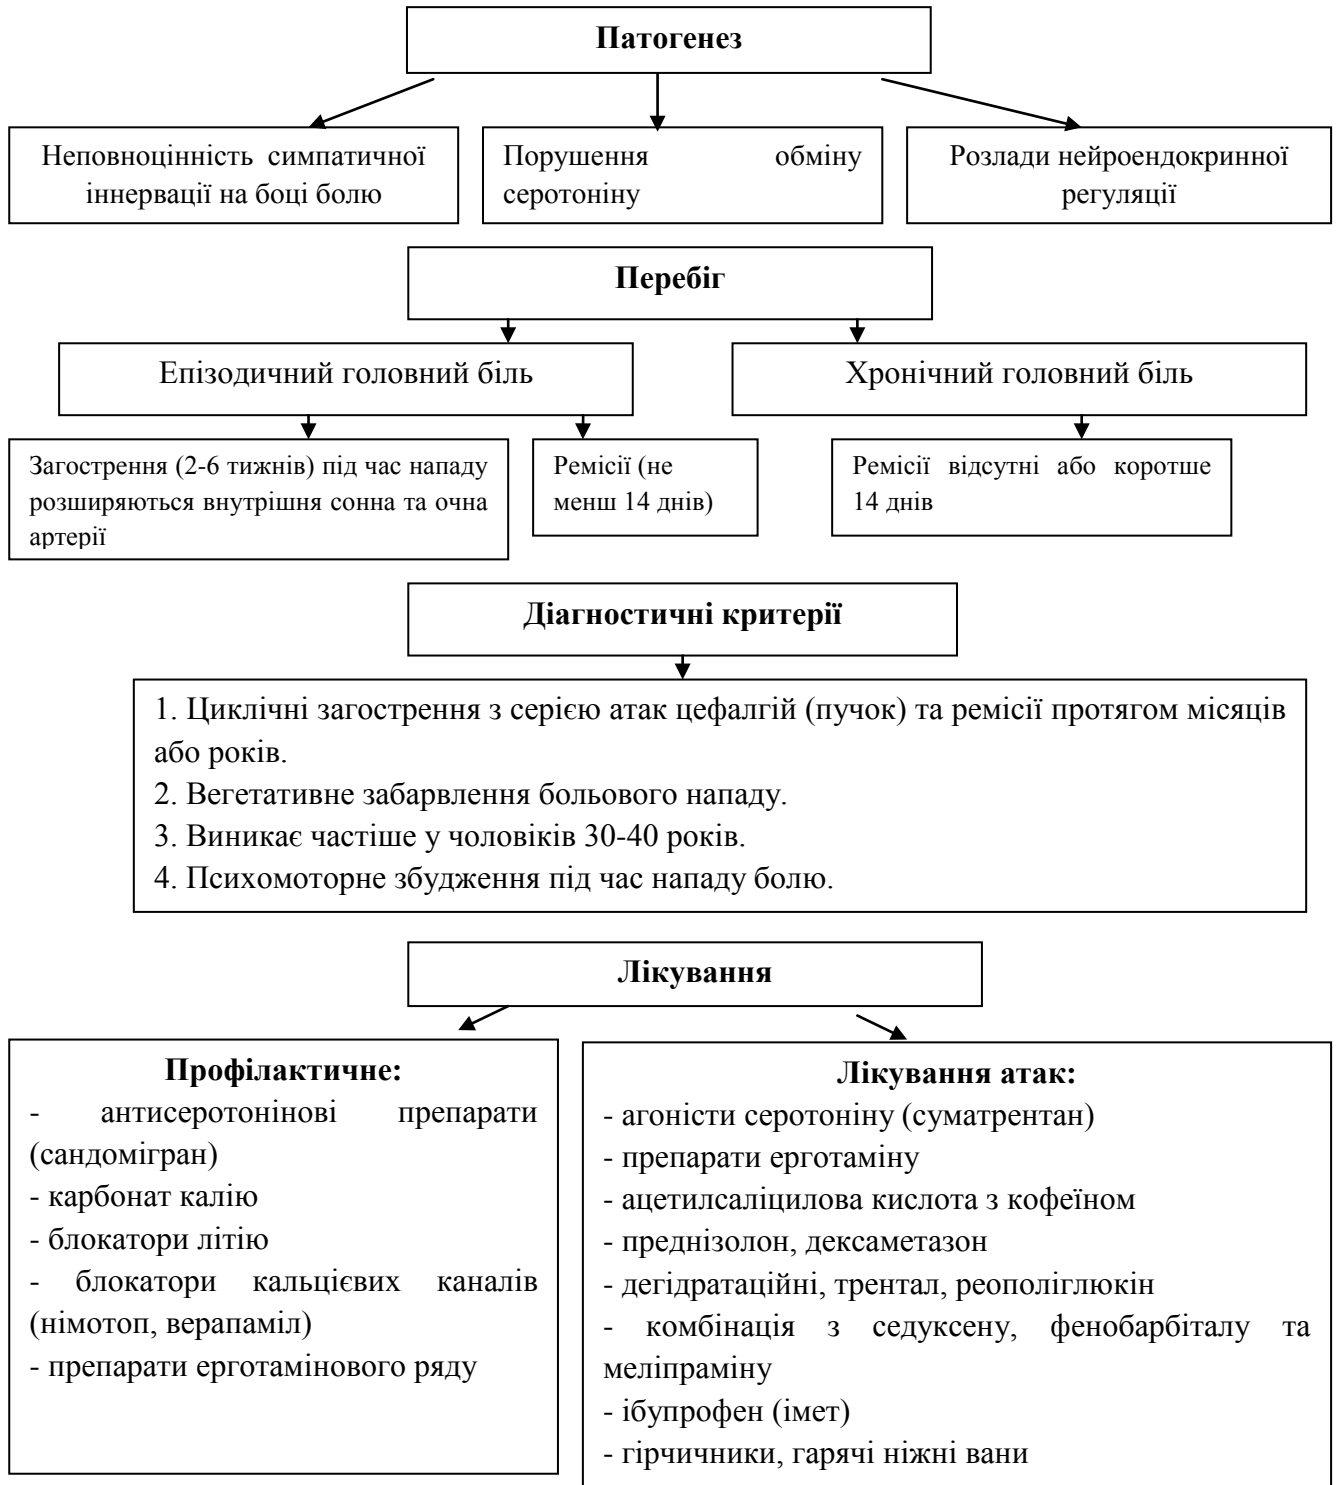 Патогенез
Неповноцінність симпатичної
іннервації на боці болю
Порушення обміну
серотоніну
Розлади нейроендокринної
регуляції
Перебіг
Епізодичний головний біль
Хронічний головний біль
Загострення (2-6 тижнів) під час нападу
розширяються внутрішня сонна та очна
артерії
Ремісії (не
менш 14 днів)
Ремісії відсутні або коротше
14 днів
Діагностичні критерії
1. Циклічні загострення з серією атак цефалгій (пучок) та ремісії протягом місяців
або років.
2. Вегетативне забарвлення больового нападу.
3. Виникає частіше у чоловіків 30-40 років.
4. Психомоторне збудження під час нападу болю.
Лікування
Профілактичне:
- антисеротонінові препарати
(сандомігран)
- карбонат калію
- блокатори літію
- блокатори кальцієвих каналів
(німотоп, верапаміл)
- препарати ерготамінового ряду
Лікування атак:
- агоністи серотоніну (суматрентан)
- препарати ерготаміну
- ацетилсаліцилова кислота з кофеїном
- преднізолон, дексаметазон
- дегідратаційні, трентал, реополіглюкін
- комбінація з седуксену, фенобарбіталу та
меліпраміну
- ібупрофен (імет)
- гірчичники, гарячі ніжні вани